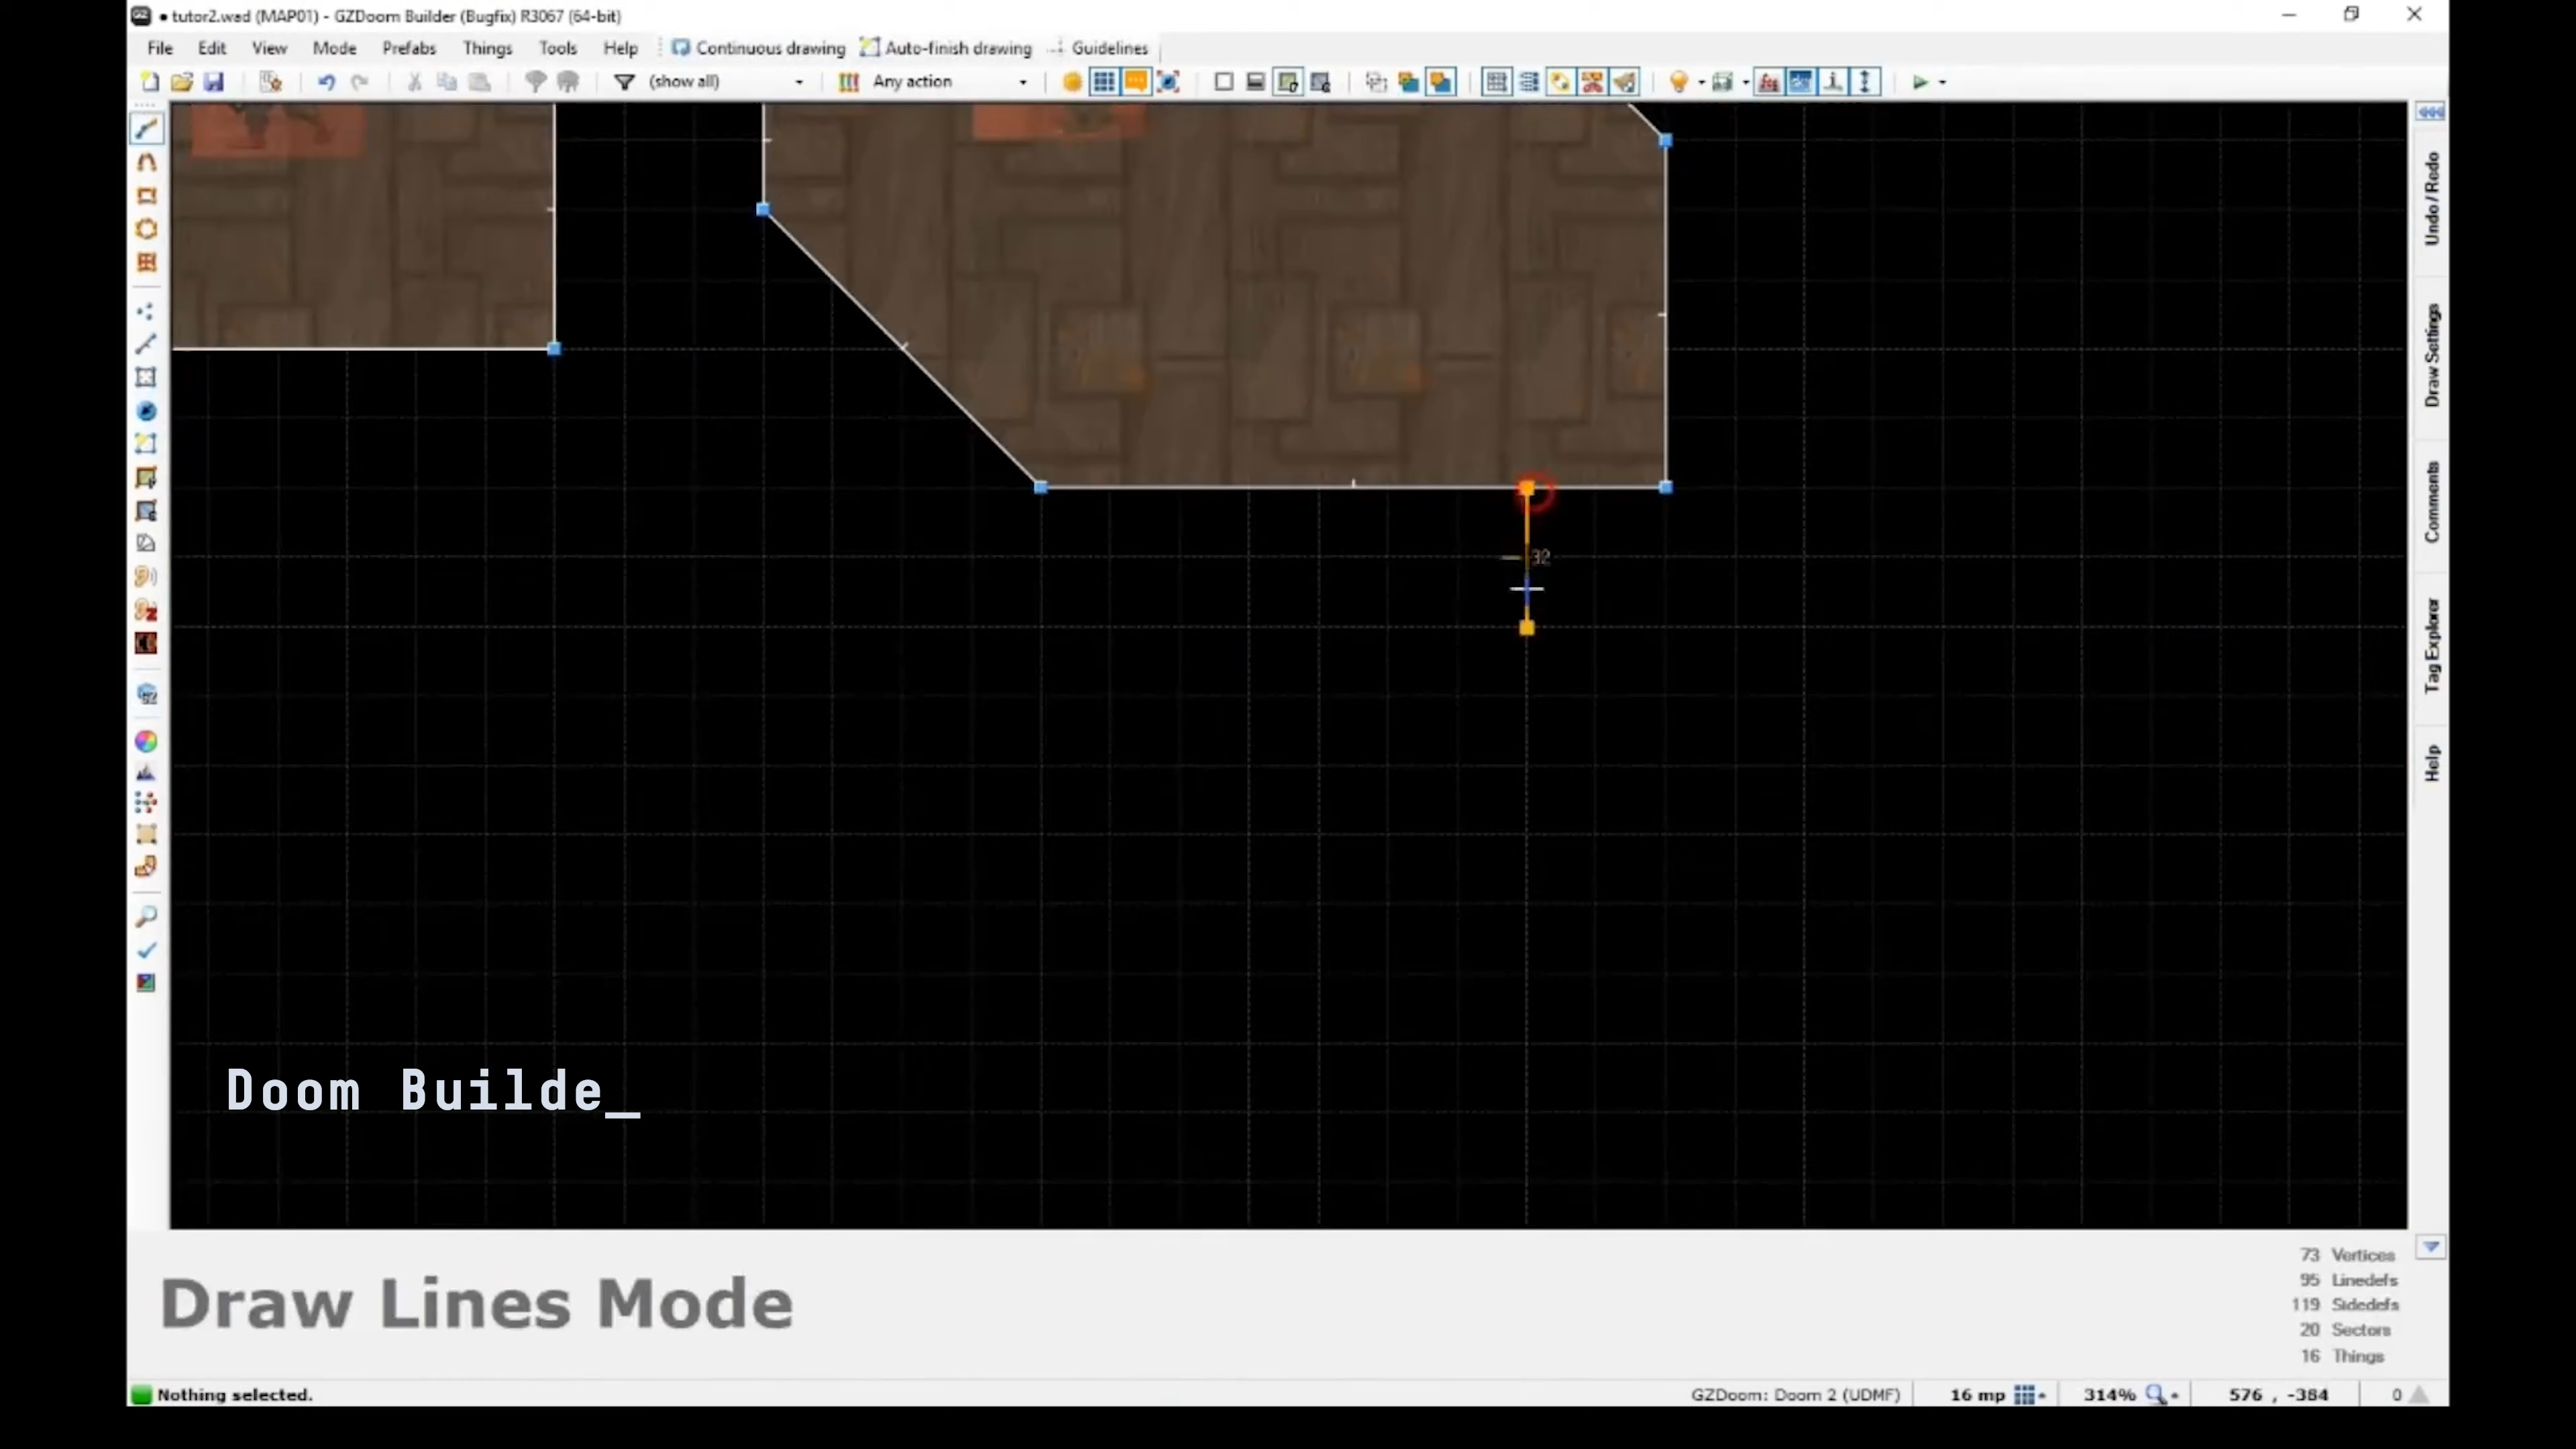 • tutor2.wad (MAP01) - GZDoom Builder (Bugfix) R3067 (64-bit)
File Edit View Mode Prefabs Things Tools Help Continuous drawing Auto-finish drawing Guidelines
(show all) Any action
Undo / Redo
Draw Settings
Comments
Tag Explorer
Help
32
Doom Builde_
Draw Lines Mode
73 Vertices
95 Linedefs
119 Sidedefs
20 Sectors
16 Things
Nothing selected. GZDoom: Doom 2 (UDMF) 16 mp 314% 576 , -384 0